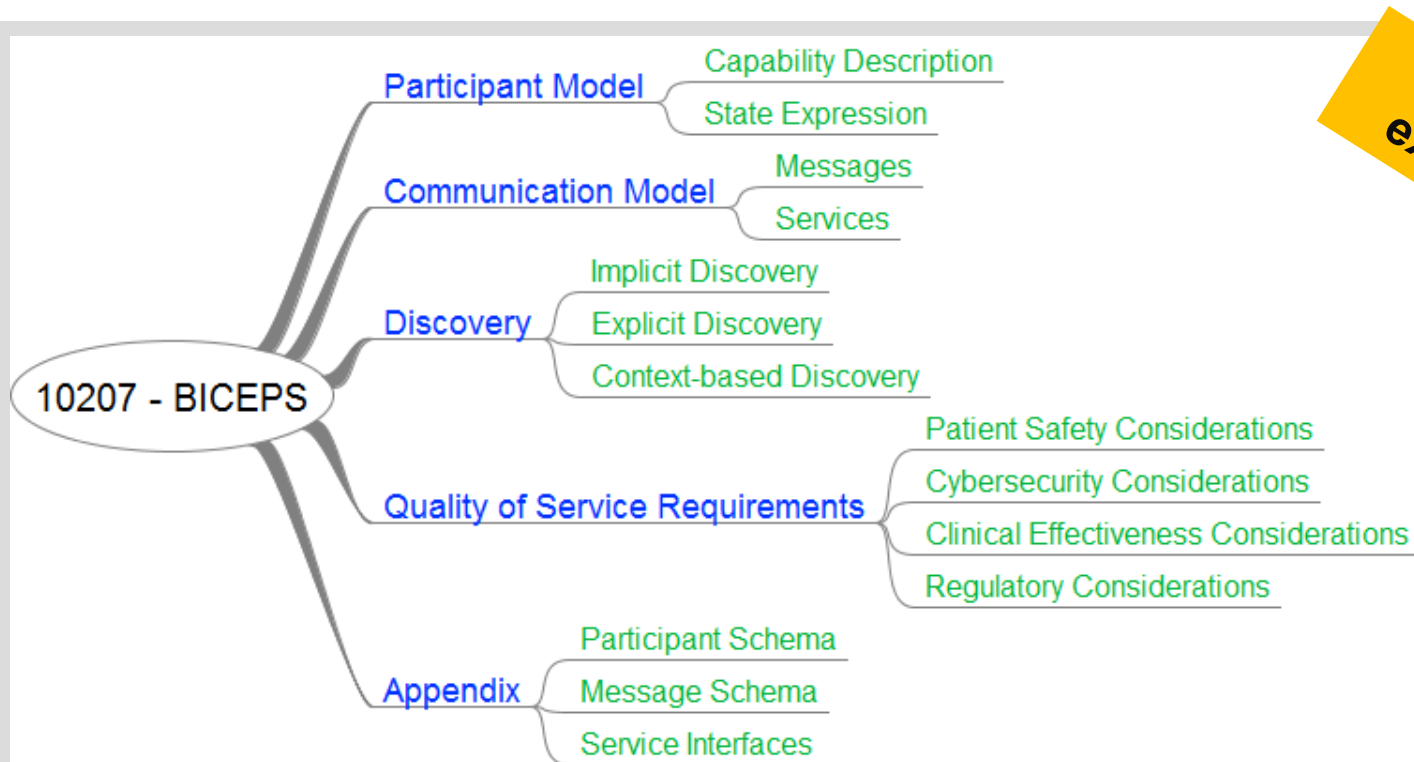 10207 - BICEPS
Participant Model
Capability Description
State Expression
Communication Model
Messages
Services
Discovery
Implicit Discovery
Explicit Discovery
Context-based Discovery
Quality of Service Requirements
Patient Safety Considerations
Cybersecurity Considerations
Clinical Effectiveness Considerations
Regulatory Considerations
Appendix
Participant Schema
Message Schema
Service Interfaces